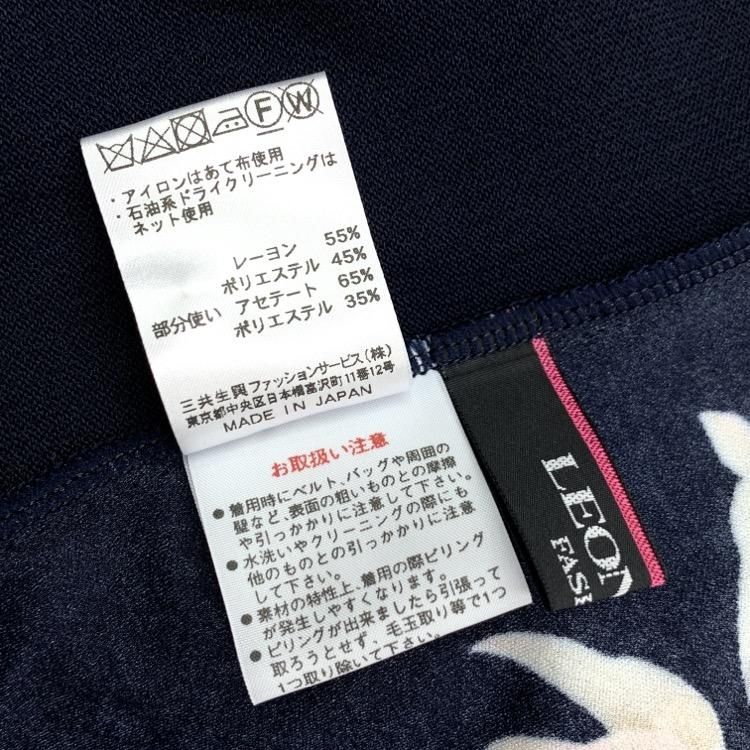 F W
・アイロンはあて布使用
・石油系ドライクリーニングは
ネット使用
レーヨン 55%
ポリエステル 45%
部分使い アセテート 65%
ポリエステル 35%
三共生興ファッションサービス(株)
東京都中央区日本橋富沢町11番12号
MADE IN JAPAN
お取扱い注意
●着用時にベルト、バッグや周囲の
壁など、表面の粗いものとの摩擦
や引っかかりに注意して下さい。
●水洗いやクリーニングの際にも
他のものとの引っかかりに注意
して下さい。
●素材の特性上、着用の際ピリング
が発生しやすくなります。
●ピリングが出来ましたら引張って
取ろうとせず、毛玉取り等で1つ
1つ取り除いて下さい。
LEON
FASH